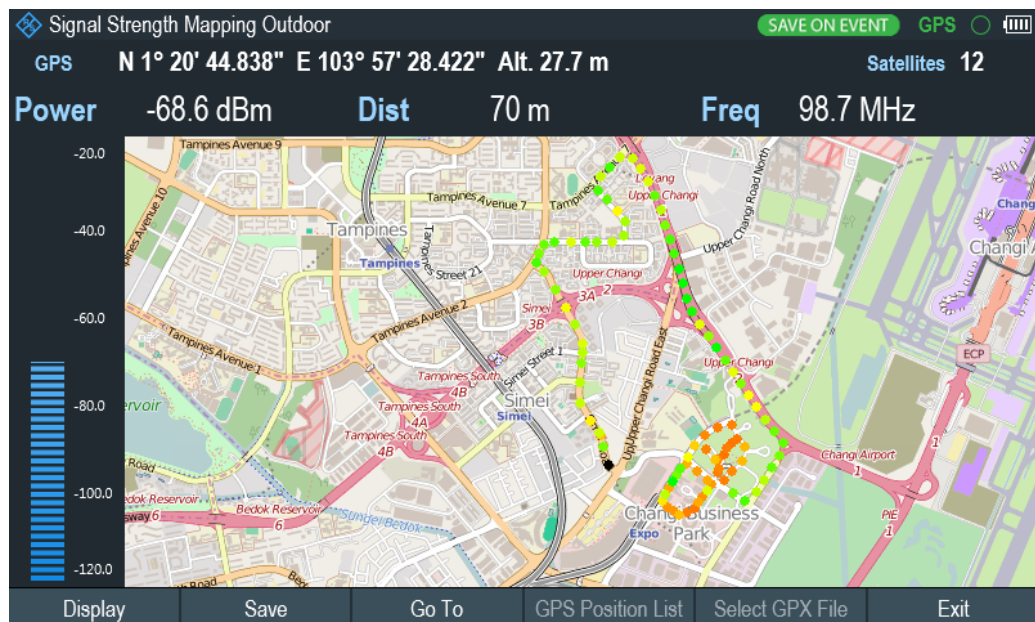 Signal Strength Mapping Outdoor
SAVE ON EVENT
GPS
GPS N 1° 20' 44.838" E 103° 57' 28.422" Alt. 27.7 m
Satellites 12
Power -68.6 dBm
Dist 70 m
Freq 98.7 MHz
-20.0
-40.0
-60.0
-80.0
-100.0
-120.0
Tampines Avenue 9
Tampines Avenue 7
Upper Changi
Upper Changi Road North
Tampines
Tampines
Tampines Street 21
Upper Changi
Changi A
Tampines Avenue 2
3A 2
Simei
3B
Tampines Avenue 1
Simei Street 1
Upper Changi Road East
Upper Changi
ECP
Tampines South
4B
Simei
Simei
Tampines South
4A
Tampines South
4B
Changi Airport
1
1
PIE
1
Bedok Reservoir
6
Sungei Bedok
Changi Business
Park
Expo
Display
Save
Go To
GPS Position List
Select GPX File
Exit